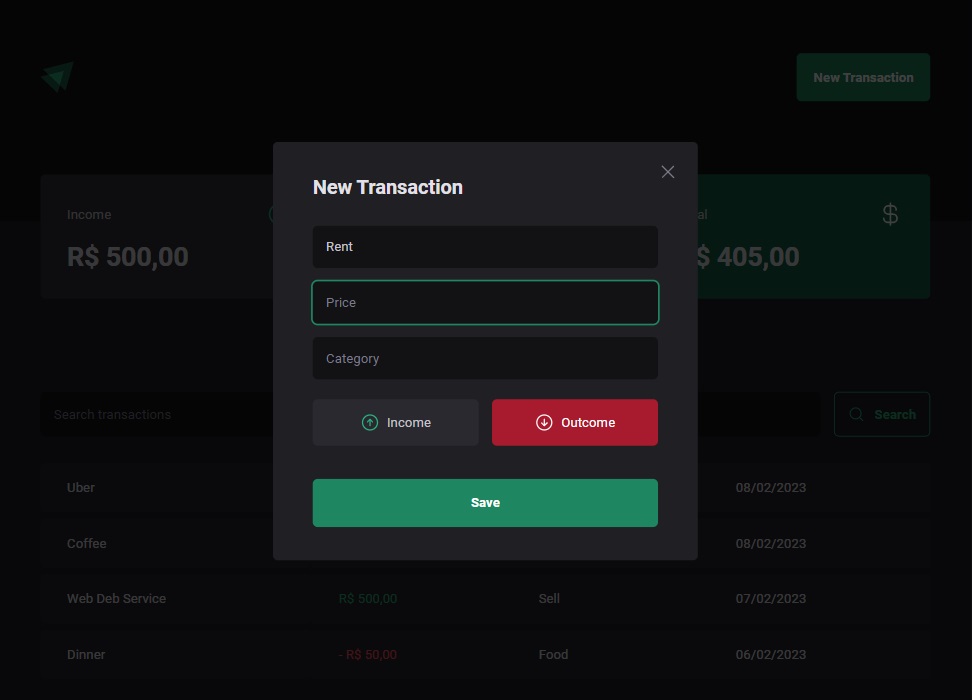 New Transaction
New Transaction
Income
R$ 500,00
al
$ 405,00
Rent
Price
Category
Income
Outcome
Save
Search transactions
Search
Uber
08/02/2023
Coffee
08/02/2023
Web Deb Service
R$ 500,00
Sell
07/02/2023
Dinner
- R$ 50,00
Food
06/02/2023